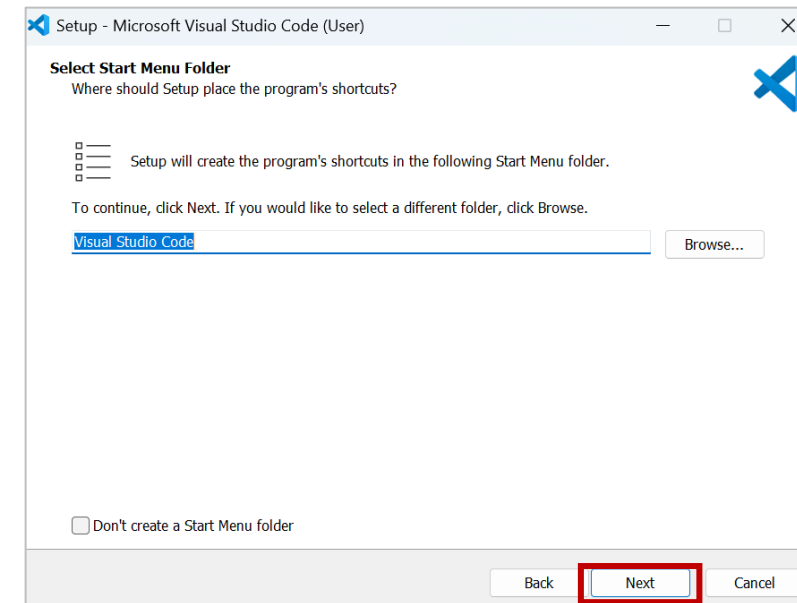 Setup - Microsoft Visual Studio Code (User)
Select Start Menu Folder
Where should Setup place the program's shortcuts?
Setup will create the program's shortcuts in the following Start Menu folder.
To continue, click Next. If you would like to select a different folder, click Browse.
Visual Studio Code
Browse...
Don't create a Start Menu folder
Back
Next
Cancel